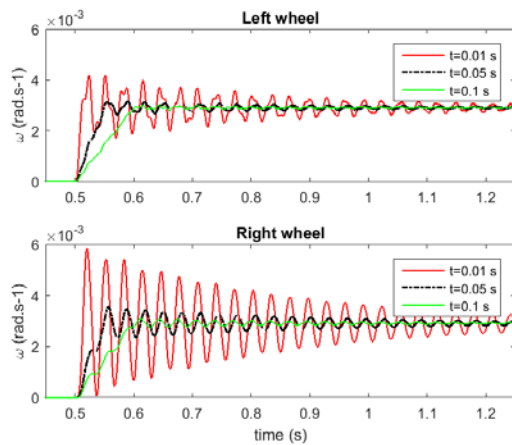 Left wheel
×10⁻³
6
4
2
0
ω (rad.s-1)
t=0.01 s
t=0.05 s
t=0.1 s
0.5 0.6 0.7 0.8 0.9 1 1.1 1.2
Right wheel
×10⁻³
6
4
2
0
ω (rad.s-1)
t=0.01 s
t=0.05 s
t=0.1 s
0.5 0.6 0.7 0.8 0.9 1 1.1 1.2
time (s)